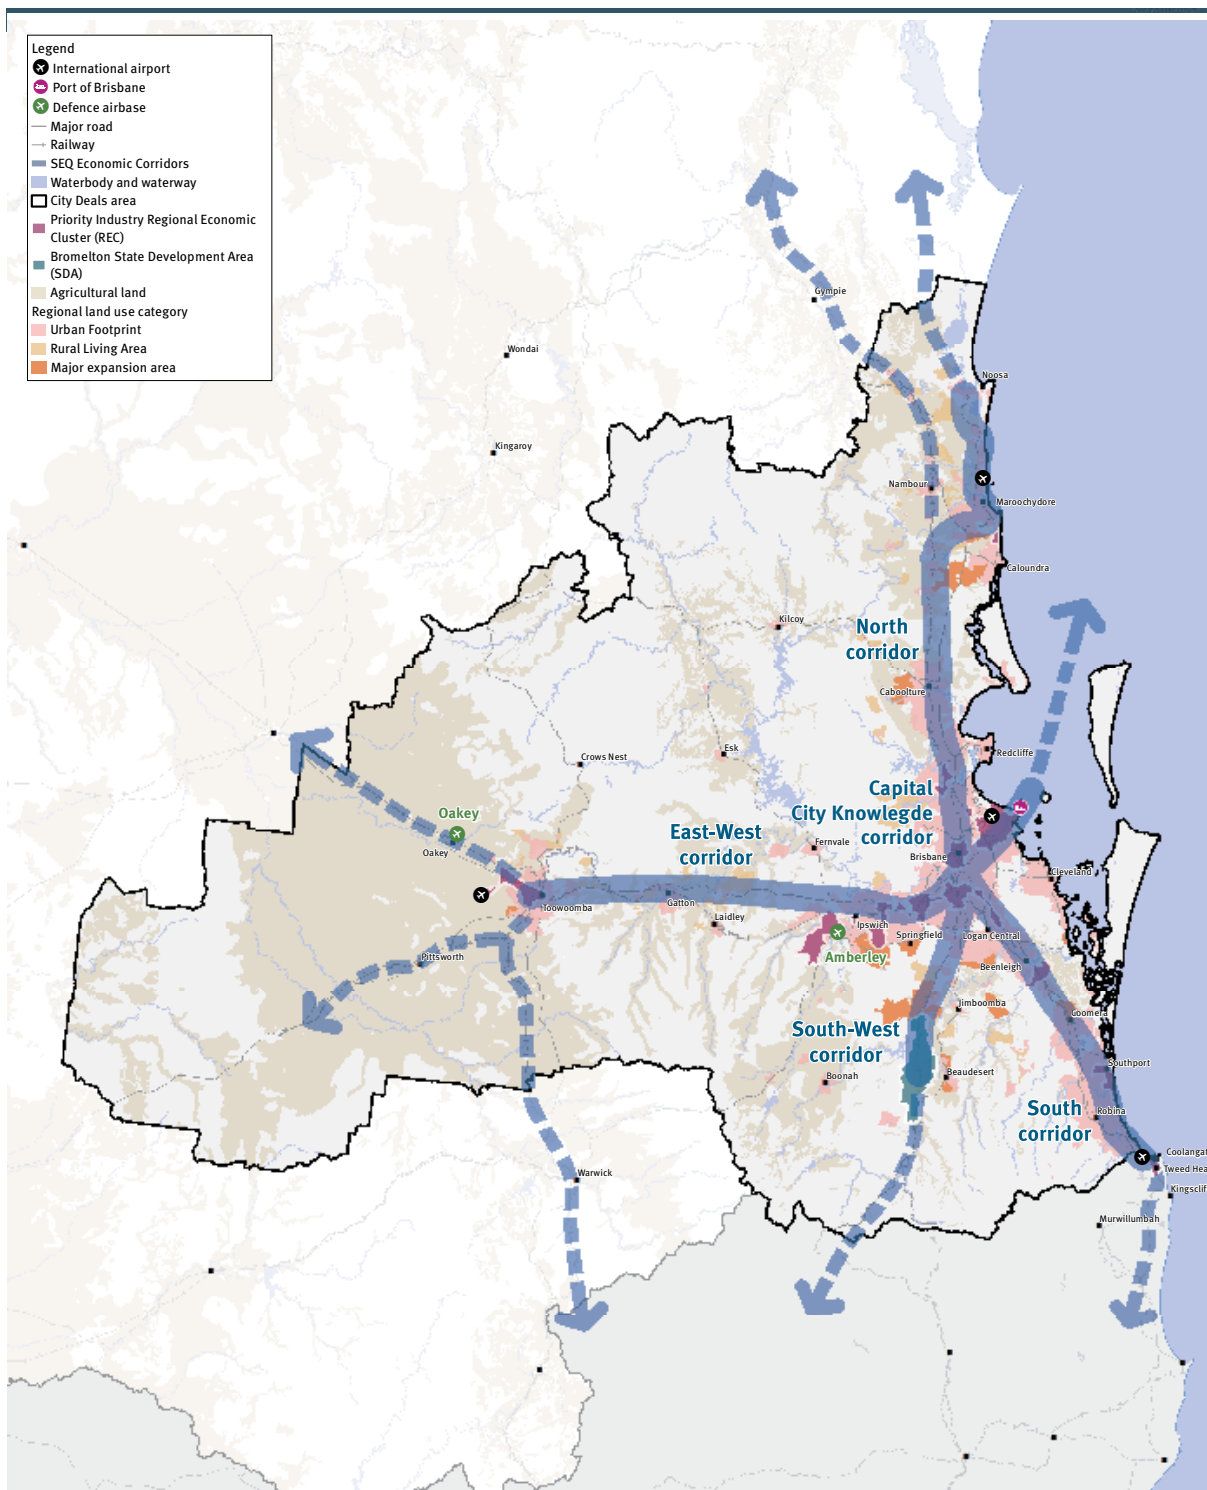 Legend
International airport
Port of Brisbane
Defence airbase
Major road
Railway
SEQ Economic Corridors
Waterbody and waterway
City Deals area
Priority Industry Regional Economic
Cluster (REC)
Bromelton State Development Area
(SDA)
Agricultural land
Regional land use category
Urban Footprint
Rural Living Area
Major expansion area
Gympie
Wondai
Noosa
Kingaroy
Nambour
Maroochydore
Caloundra
Kilcoy
North
corridor
Caboolture
Esk
Redcliffe
Crows Nest
Capital
City Knowlegde
corridor
Oakey
East-West
corridor
Fernvale
Oakey
Brisbane
Cleveland
Toowoomba
Gatton
Laidley
Ipswich
Springfield
Logan Central
Amberley
Pittsworth
Beenleigh
Jimboomba
Coomera
South-West
corridor
Southport
Boonah
Beaudesert
South
corridor
Robina
Coolangat
Tweed Hea
Warwick
Kingsclif
Murwillumbah